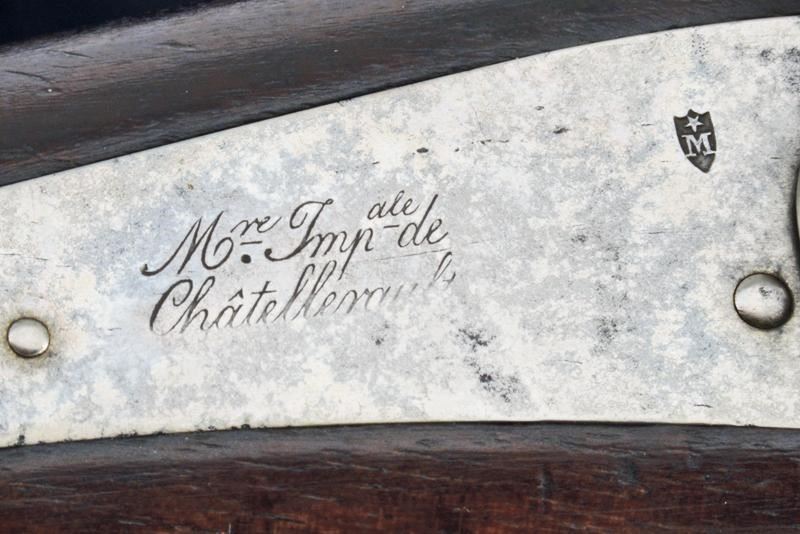 Mre. Impale de
Châtellerault
M